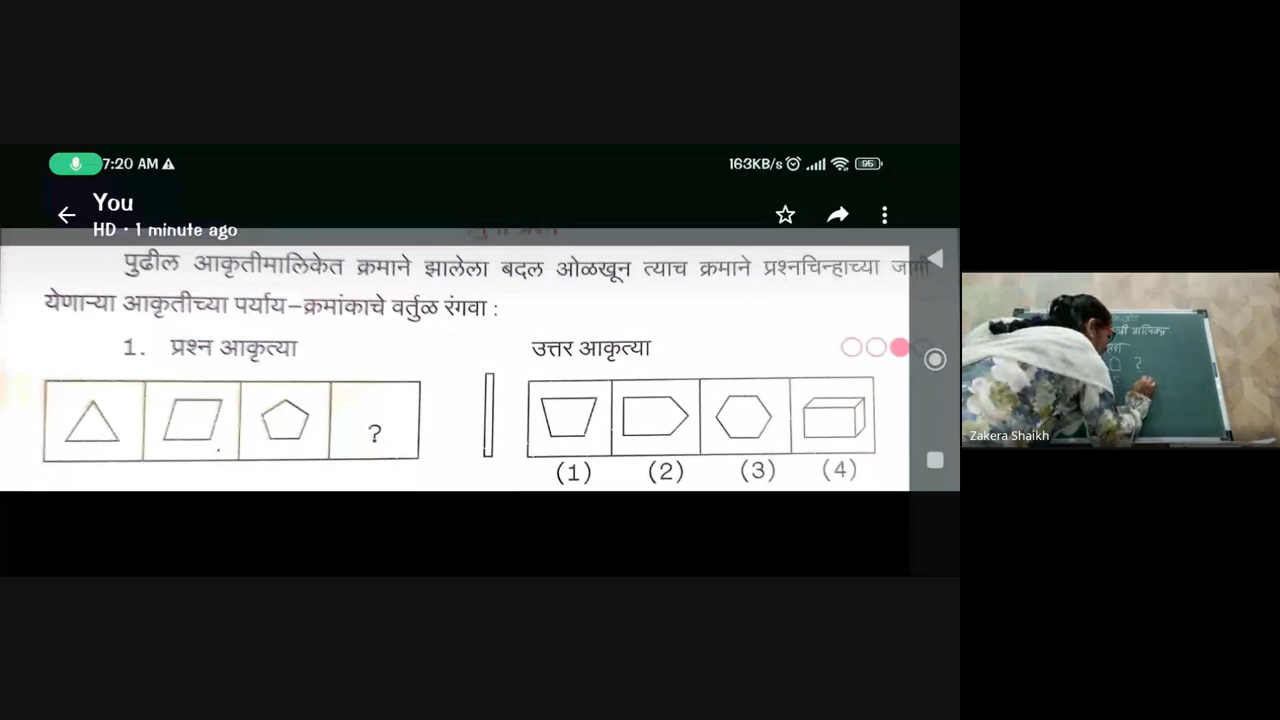 7:20 AM
163KB/s
95
You
HD · 1 minute ago
पुढील आकृतीमालिकेत क्रमाने झालेला बदल ओळखून त्याच क्रमाने प्रश्नचिन्हाच्या जागी
येणाऱ्या आकृतीच्या पर्याय-क्रमांकाचे वर्तुळ रंगवा :
1. प्रश्न आकृत्या
उत्तर आकृत्या
?
(1) (2) (3) (4)
?
Zakera Shaikh